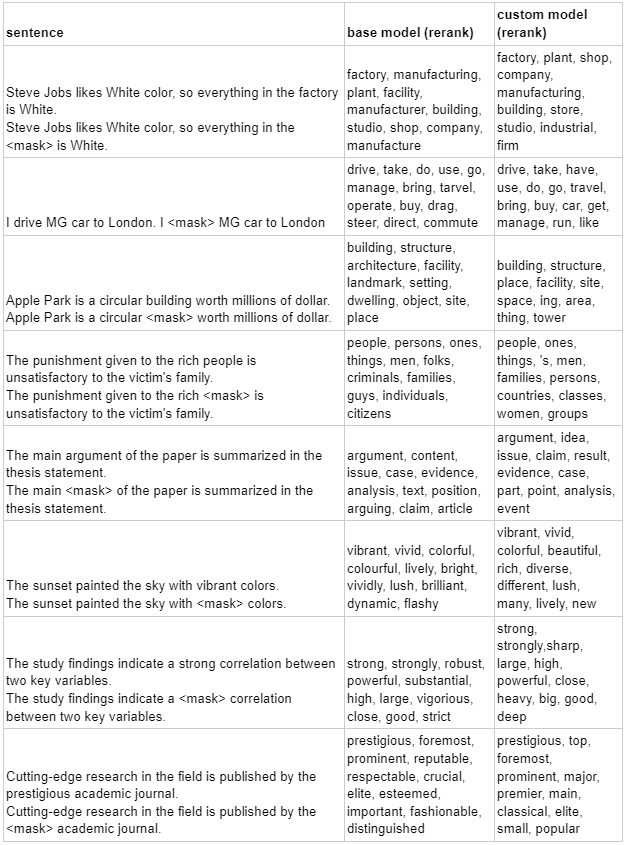 sentence
base model (rerank)
custom model
(rerank)
Steve Jobs likes White color, so everything in the factory
is White.
Steve Jobs likes White color, so everything in the
<mask> is White.
factory, manufacturing,
plant, facility,
manufacturer, building,
studio, shop, company,
manufacture
factory, plant, shop,
company,
manufacturing,
building, store,
studio, industrial,
firm
I drive MG car to London. I <mask> MG car to London
drive, take, do, use, go,
manage, bring, tarvel,
operate, buy, drag,
steer, direct, commute
drive, take, have,
use, do, go, travel,
bring, buy, car, get,
manage, run, like
Apple Park is a circular building worth millions of dollar.
Apple Park is a circular <mask> worth millions of dollar.
building, structure,
architecture, facility,
landmark, setting,
dwelling, object, site,
place
building, structure,
place, facility, site,
space, ing, area,
thing, tower
The punishment given to the rich people is
unsatisfactory to the victim's family.
The punishment given to the rich <mask> is
unsatisfactory to the victim's family.
people, persons, ones,
things, men, folks,
criminals, families,
guys, individuals,
citizens
people, ones,
things, 's, men,
families, persons,
countries, classes,
women, groups
The main argument of the paper is summarized in the
thesis statement.
The main <mask> of the paper is summarized in the
thesis statement.
argument, content,
issue, case, evidence,
analysis, text, position,
arguing, claim, article
argument, idea,
issue, claim, result,
evidence, case,
part, point, analysis,
event
The sunset painted the sky with vibrant colors.
The sunset painted the sky with <mask> colors.
vibrant, vivid, colorful,
colourful, lively, bright,
vividly, lush, brilliant,
dynamic, flashy
vibrant, vivid,
colorful, beautiful,
rich, diverse,
different, lush,
many, lively, new
The study findings indicate a strong correlation between
two key variables.
The study findings indicate a <mask> correlation
between two key variables.
strong, strongly, robust,
powerful, substantial,
high, large, vigorious,
close, good, strict
strong,
strongly,sharp,
large, high,
powerful, close,
heavy, big, good,
deep
Cutting-edge research in the field is published by the
prestigious academic journal.
Cutting-edge research in the field is published by the
<mask> academic journal.
prestigious, foremost,
prominent, reputable,
respectable, crucial,
elite, esteemed,
important, fashionable,
distinguished
prestigious, top,
foremost,
prominent, major,
premier, main,
classical, elite,
small, popular